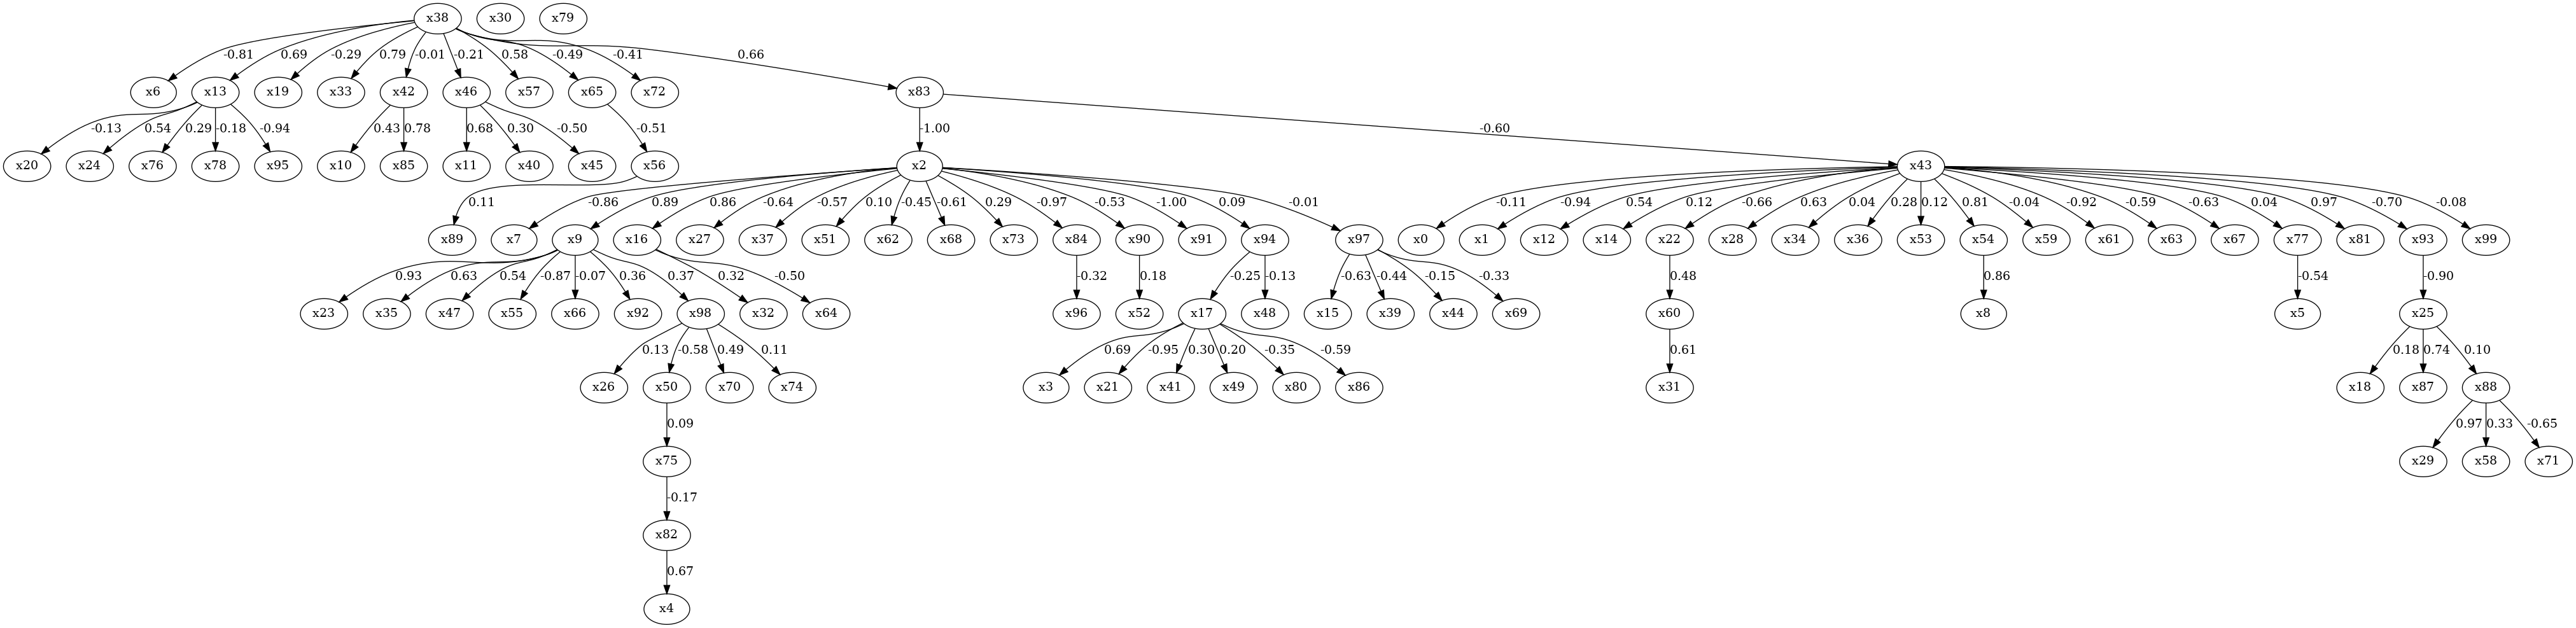 x38 x30 x79
-0.81 0.69 -0.29 0.79 -0.01 -0.21 0.58 -0.49 -0.41 0.66
x6 x13 x19 x33 x42 x46 x57 x65 x72 x83
-0.13 0.54 0.29 -0.18 -0.94 0.43 0.78 0.68 0.30 -0.50 -0.51 -1.00 -0.60
x20 x24 x76 x78 x95 x10 x85 x11 x40 x45 x56 x2 x43
0.11 -0.86 0.89 0.86 -0.64 -0.57 0.10 -0.45 -0.61 0.29 -0.97 -0.53 -1.00 0.09 -0.01 -0.11 -0.94 0.54 0.12 -0.66 0.63 0.04 0.28 0.12 0.81 -0.04 -0.92 -0.59 -0.63 0.04 0.97 -0.70 -0.08
x89 x7 x9 x16 x27 x37 x51 x62 x68 x73 x84 x90 x91 x94 x97 x0 x1 x12 x14 x22 x28 x34 x36 x53 x54 x59 x61 x63 x67 x77 x81 x93 x99
0.93 0.63 0.54 -0.87 -0.07 0.36 0.37 0.32 -0.50 -0.32 0.18 -0.25 -0.13 -0.63 -0.44 -0.15 -0.33 0.48 0.86 -0.54 -0.90
x23 x35 x47 x55 x66 x92 x98 x32 x64 x96 x52 x17 x48 x15 x39 x44 x69 x60 x8 x5 x25
0.13 -0.58 0.49 0.11 0.69 -0.95 0.30 0.20 -0.35 -0.59 0.61 0.18 0.74 0.10
x26 x50 x70 x74 x3 x21 x41 x49 x80 x86 x31 x18 x87 x88
0.09 0.97 0.33 -0.65
x75 x29 x58 x71
-0.17
x82
0.67
x4